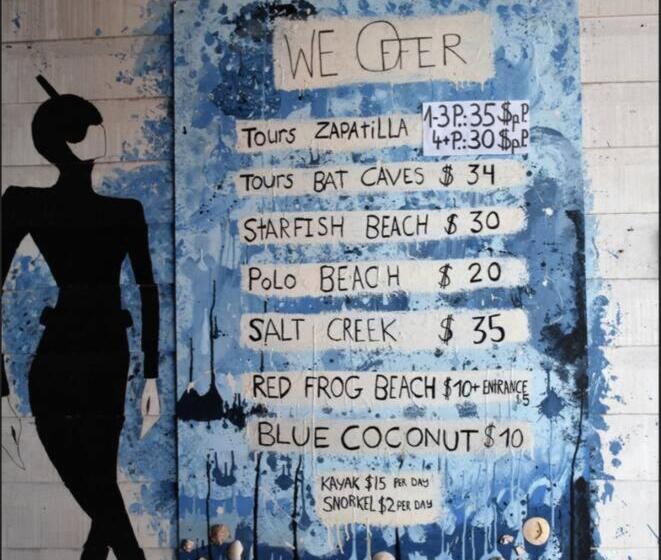 WE OFFER
TOURS ZAPATiLLA 1-3P.:35$p.P
4+P.:30$p.P
TOURS BAT CAVES $ 34
STARFISH BEACH $ 30
POLO BEACH $ 20
SALT CREEK $ 35
RED FROG BEACH $10+ ENTRANCE
$5
BLUE COCONUT $10
KAYAK $15 PER DAY
SNORKEL $2 PER DAY